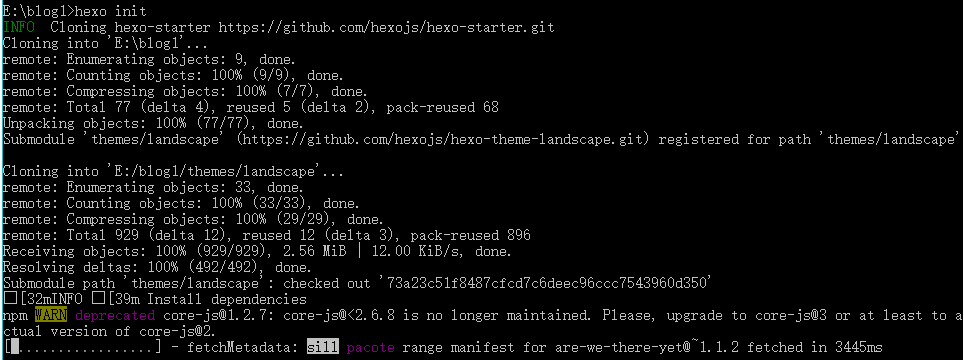 E:\blog1>hexo init
INFO  Cloning hexo-starter https://github.com/hexojs/hexo-starter.git
Cloning into 'E:\blog1'...
remote: Enumerating objects: 9, done.
remote: Counting objects: 100% (9/9), done.
remote: Compressing objects: 100% (7/7), done.
remote: Total 77 (delta 4), reused 5 (delta 2), pack-reused 68
Unpacking objects: 100% (77/77), done.
Submodule 'themes/landscape' (https://github.com/hexojs/hexo-theme-landscape.git) registered for path 'themes/landscape'
Cloning into 'E:/blog1/themes/landscape'...
remote: Enumerating objects: 33, done.
remote: Counting objects: 100% (33/33), done.
remote: Compressing objects: 100% (29/29), done.
remote: Total 929 (delta 12), reused 12 (delta 3), pack-reused 896
Receiving objects: 100% (929/929), 2.56 MiB | 12.00 KiB/s, done.
Resolving deltas: 100% (492/492), done.
Submodule path 'themes/landscape': checked out '73a23c51f8487cfcd7c6deec96ccc7543960d350'
□[32mINFO □[39m Install dependencies
npm WARN deprecated core-js@1.2.7: core-js@<2.6.8 is no longer maintained. Please, upgrade to core-js@3 or at least to a
ctual version of core-js@2.
[ ................] - fetchMetadata: sill pacote range manifest for are-we-there-yet@~1.1.2 fetched in 3445ms